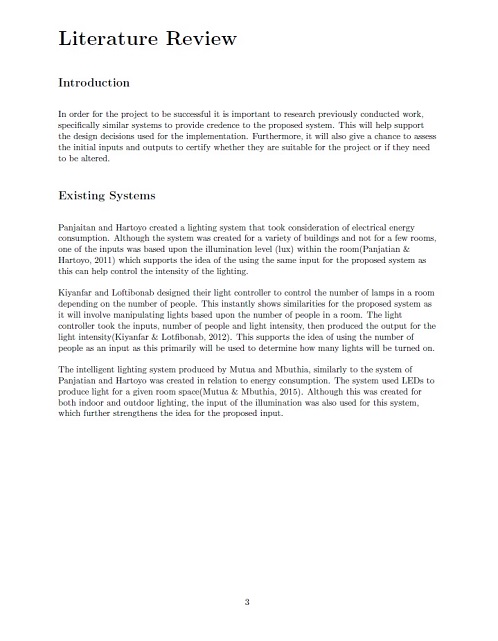 Literature Review
Introduction
In order for the project to be successful it is important to research previously conducted work,
specifically similar systems to provide credence to the proposed system. This will help support
the design decisions used for the implementation. Furthermore, it will also give a chance to assess
the initial inputs and outputs to certify whether they are suitable for the project or if they need
to be altered.
Existing Systems
Panjaitan and Hartoyo created a lighting system that took consideration of electrical energy
consumption. Although the system was created for a variety of buildings and not for a few rooms,
one of the inputs was based upon the illumination level (lux) within the room(Panjatian &
Hartoyo, 2011) which supports the idea of the using the same input for the proposed system as
this can help control the intensity of the lighting.
Kiyanfar and Loftibonab designed their light controller to control the number of lamps in a room
depending on the number of people. This instantly shows similarities for the proposed system as
it will involve manipulating lights based upon the number of people in a room. The light
controller took the inputs, number of people and light intensity, then produced the output for the
light intensity(Kiyanfar & Lotfibonab, 2012). This supports the idea of using the number of
people as an input as this primarily will be used to determine how many lights will be turned on.
The intelligent lighting system produced by Mutua and Mbuthia, similarly to the system of
Panjatian and Hartoyo was created in relation to energy consumption. The system used LEDs to
produce light for a given room space(Mutua & Mbuthia, 2015). Although this was created for
both indoor and outdoor lighting, the input of the illumination was also used for this system,
which further strengthens the idea for the proposed input.
3